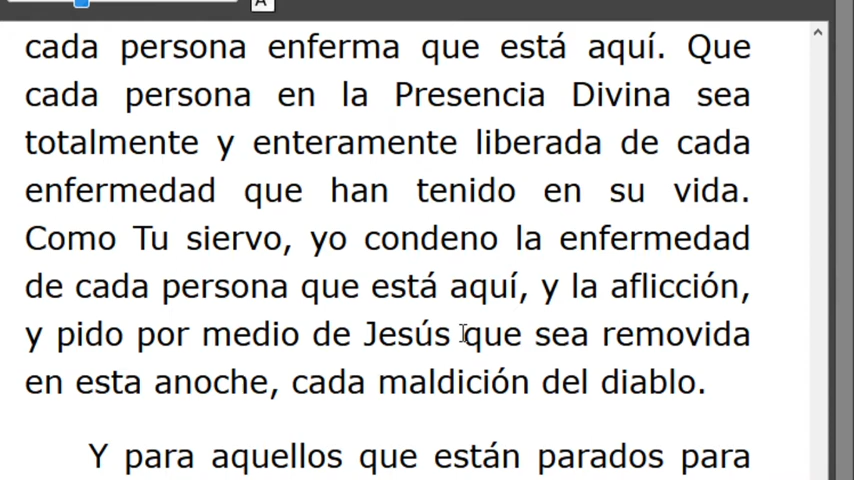 A
cada persona enferma que está aquí. Que
cada persona en la Presencia Divina sea
totalmente y enteramente liberada de cada
enfermedad que han tenido en su vida.
Como Tu siervo, yo condeno la enfermedad
de cada persona que está aquí, y la aflicción,
y pido por medio de Jesús que sea removida
en esta anoche, cada maldición del diablo.
Y para aquellos que están parados para